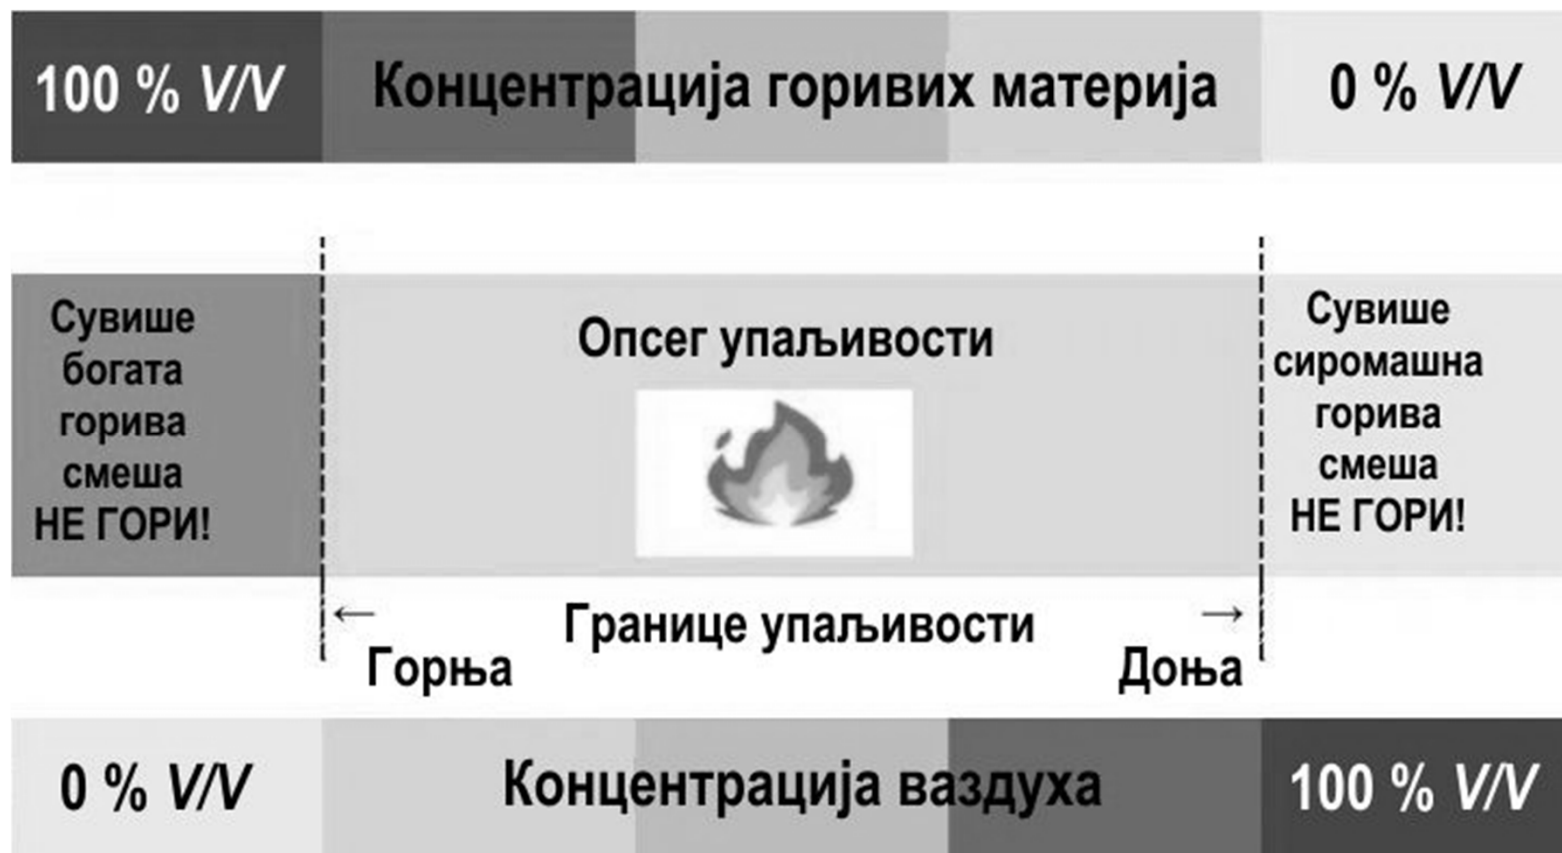 100 % V/V Концентрација горивих материја 0 % V/V
Сувише
богата
горива
смеша
НЕ ГОРИ!
Опсег упаљивости
Сувише
сиромашна
горива
смеша
НЕ ГОРИ!
← Границе упаљивости →
Горња Доња
0 % V/V Концентрација ваздуха 100 % V/V